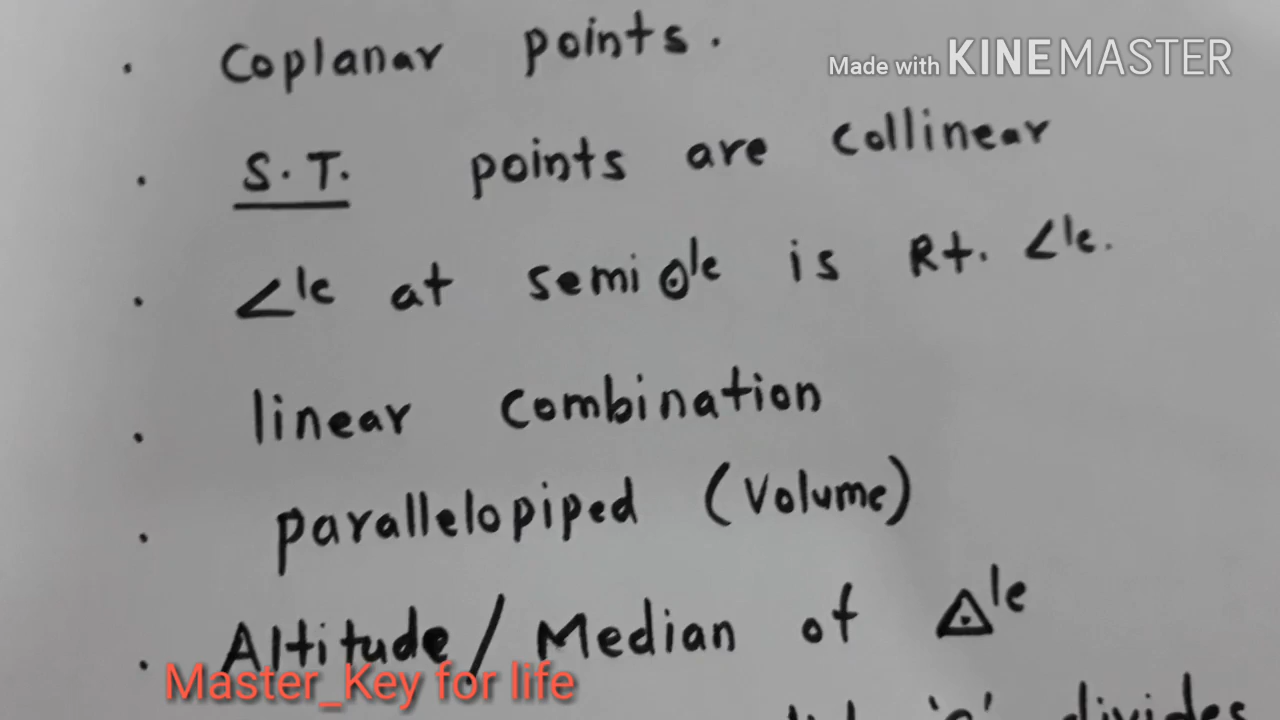 . Coplanar points.
Made with KINEMASTER
. S.T. points are collinear
. ∠le at semi⊙le is Rt. ∠le.
. linear combination
. parallelopiped (Volume)
. Altitude/Median of △le
Master_Key for life
divides